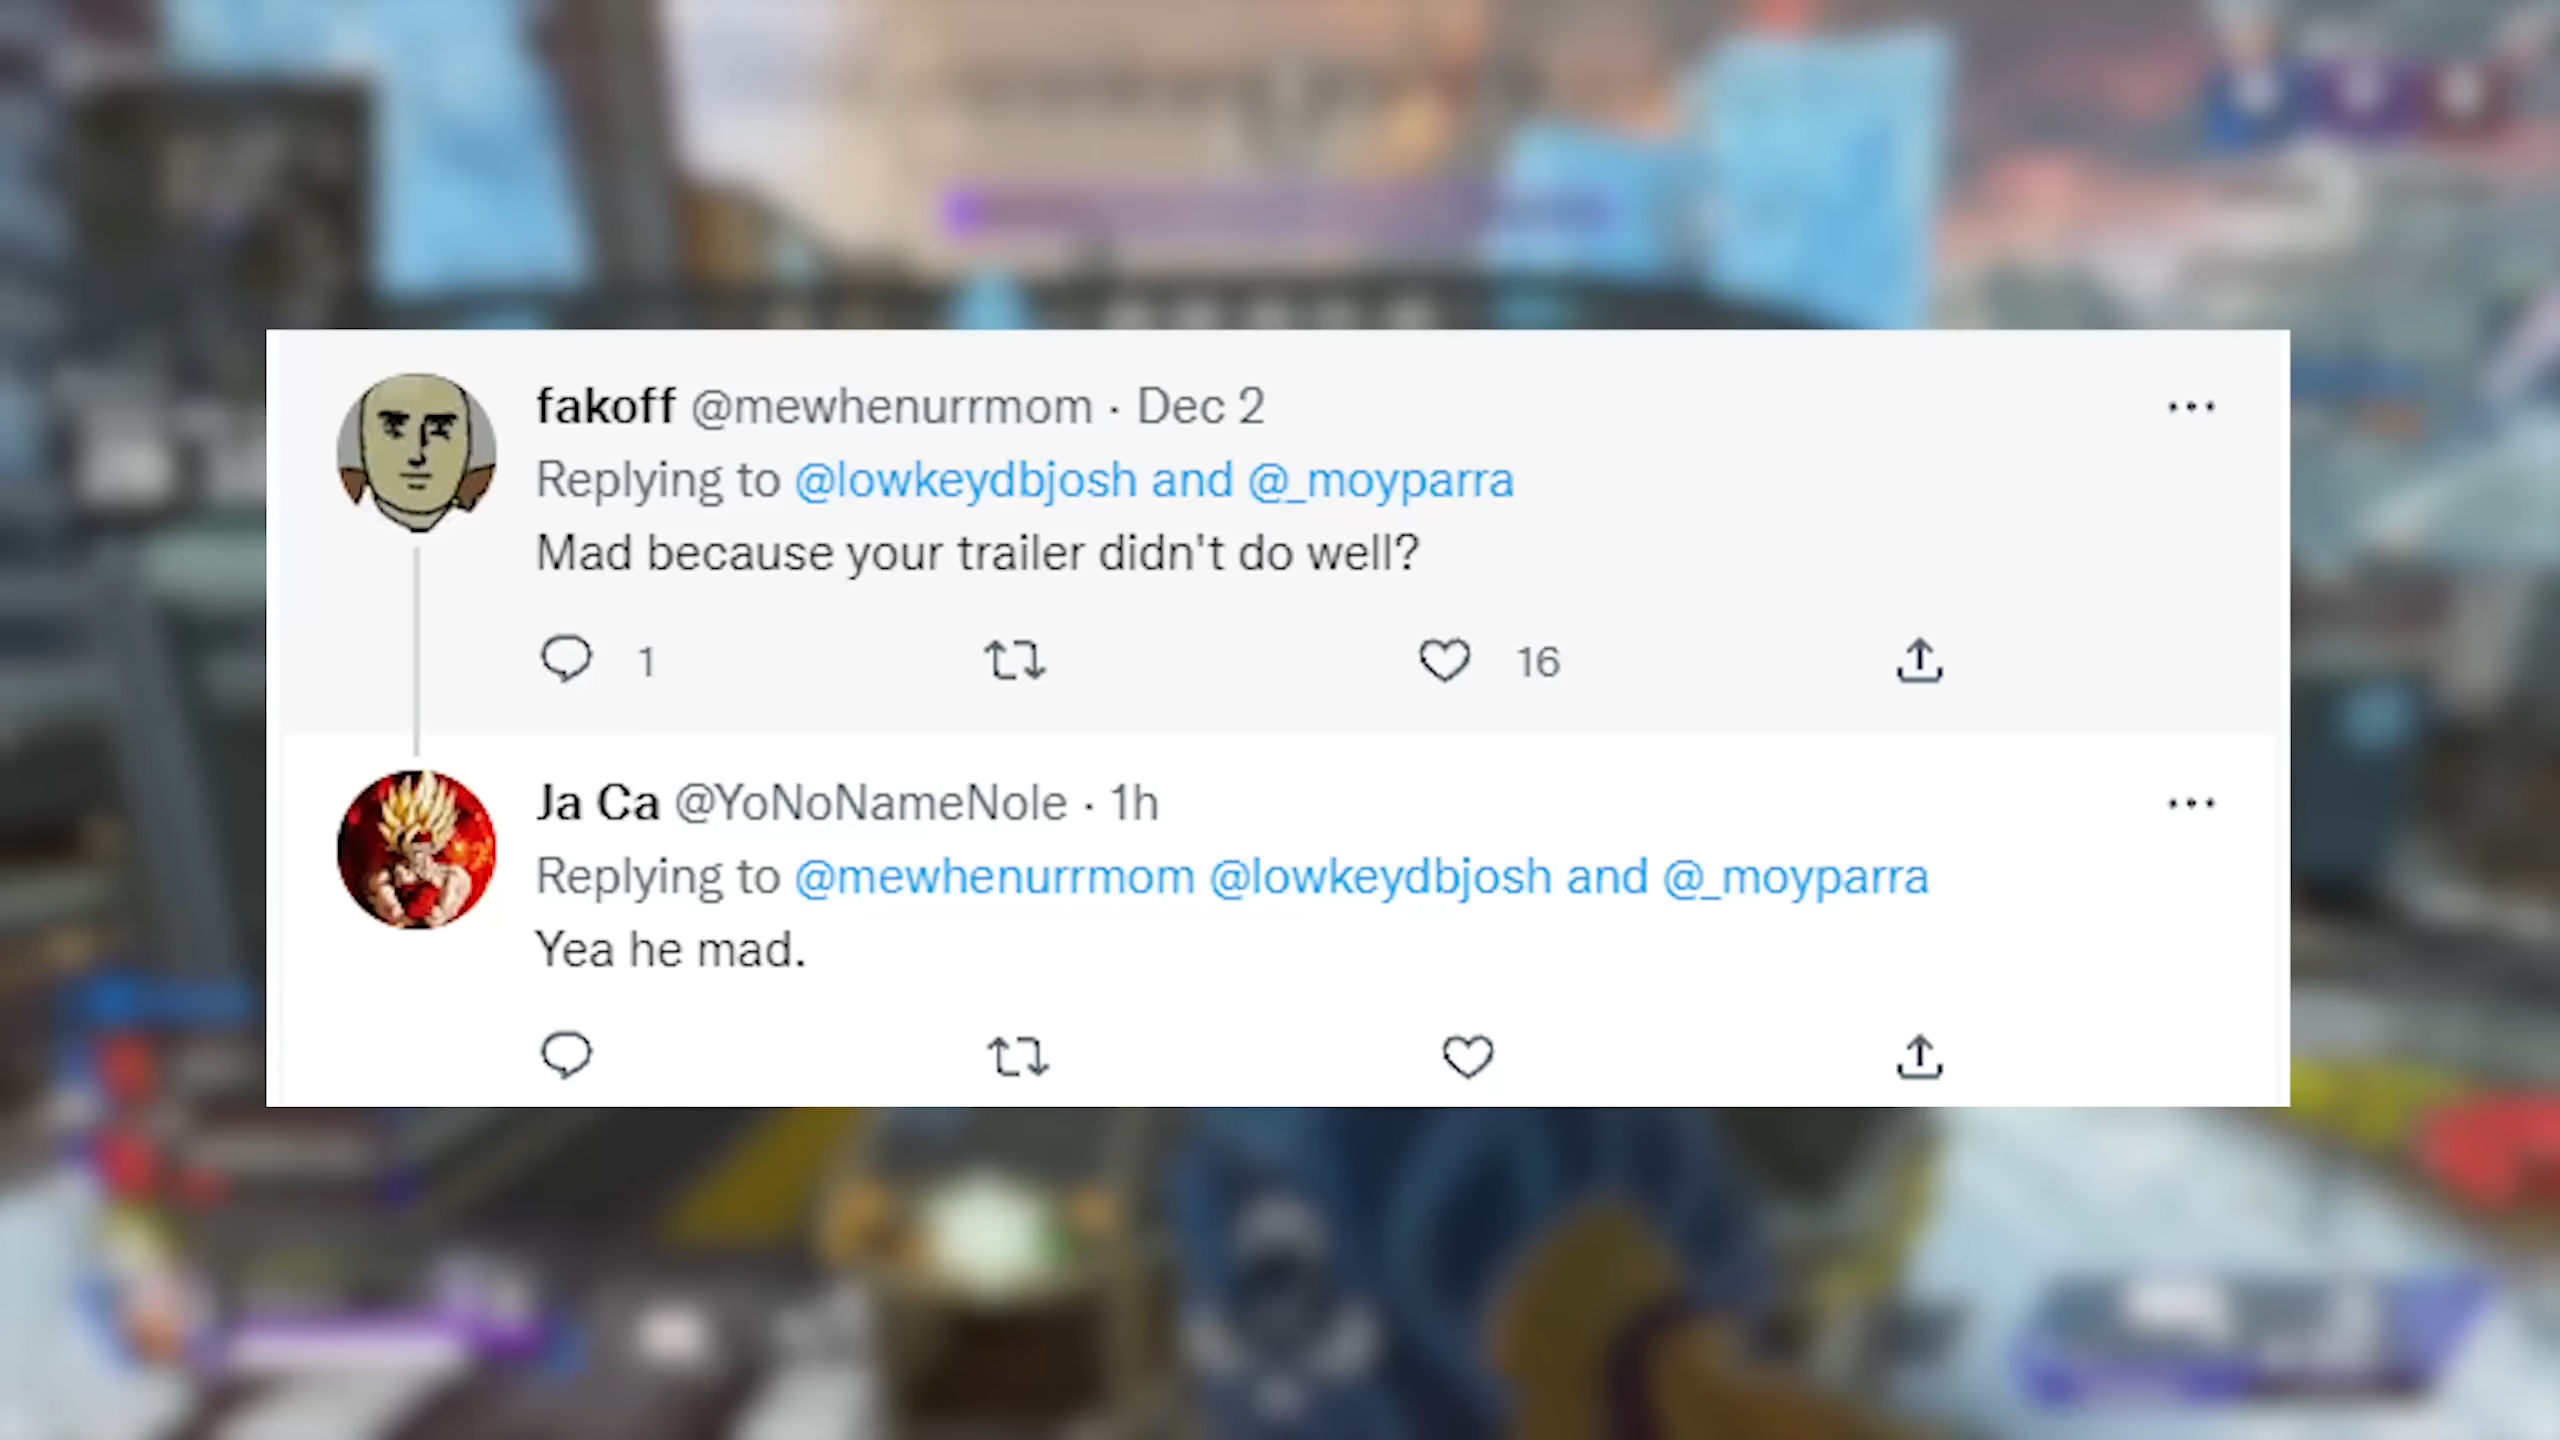 fakoff @mewhenurrmom · Dec 2
Replying to @lowkeydbjosh and @_moyparra
Mad because your trailer didn't do well?
1
16
Ja Ca @YoNoNameNole · 1h
Replying to @mewhenurrmom @lowkeydbjosh and @_moyparra
Yea he mad.